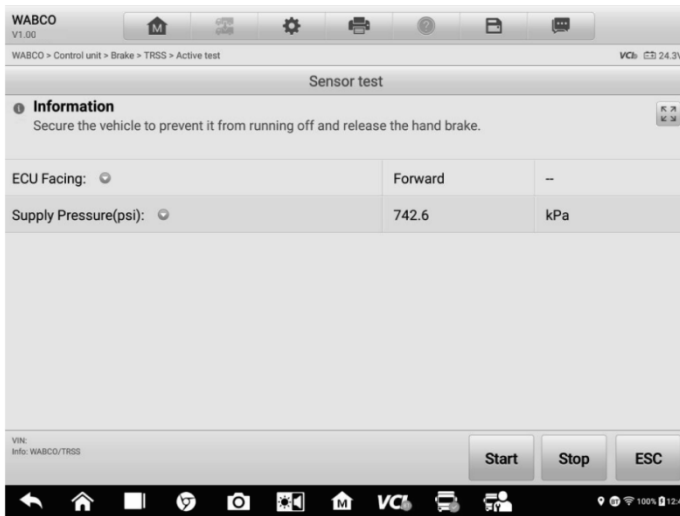 WABCO
V1.00
WABCO > Control unit > Brake > TRSS > Active test
VCI 24.3V
Sensor test
Information
Secure the vehicle to prevent it from running off and release the hand brake.
ECU Facing: Forward --
Supply Pressure(psi): 742.6 kPa
VIN:
Info: WABCO/TRSS
Start Stop ESC
M VCI 100% 12:4